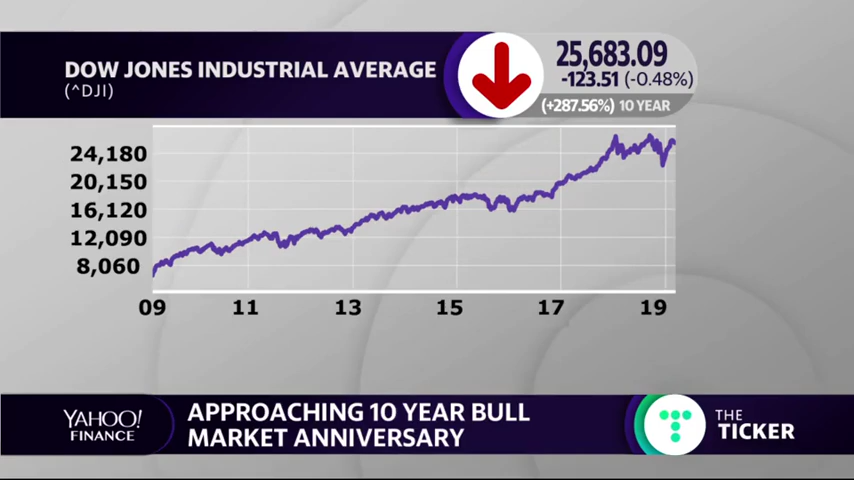 DOW JONES INDUSTRIAL AVERAGE
(^DJI)
25,683.09
-123.51 (-0.48%)
(+287.56%) 10 YEAR
24,180
20,150
16,120
12,090
8,060
09 11 13 15 17 19
YAHOO!
FINANCE
APPROACHING 10 YEAR BULL
MARKET ANNIVERSARY
THE
TICKER